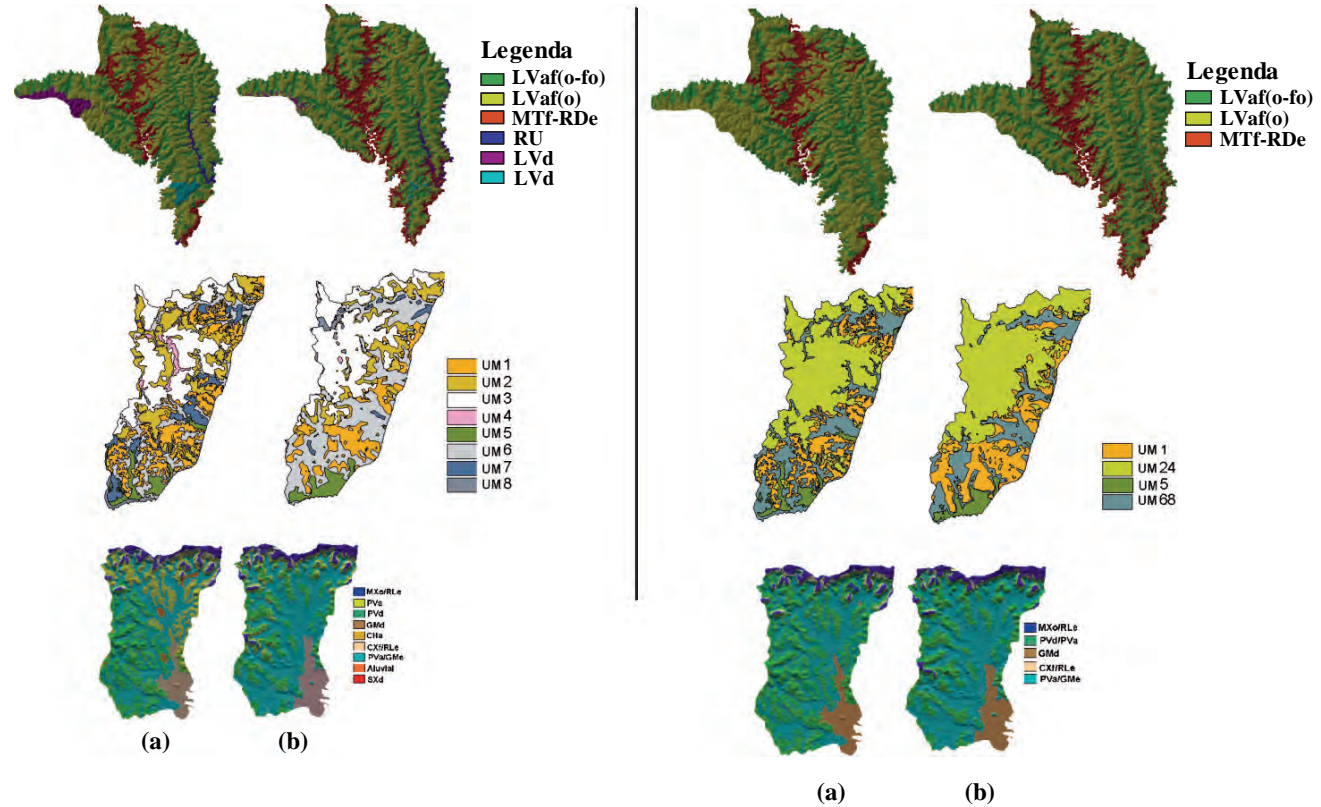 Legenda
LVaf(o-fo)
LVaf(o)
MTf-RDe
RU
LVd
LVd
UM 1
UM 2
UM 3
UM 4
UM 5
UM 6
UM 7
UM 8
MXo/RLe
PVa
PVd
GMd
CHa
CXf/RLe
PVa/GMe
Aluvial
SXd
(a)
(b)
Legenda
LVaf(o-fo)
LVaf(o)
MTf-RDe
UM 1
UM 24
UM 5
UM 68
MXo/RLe
PVd/PVa
GMd
CXf/RLe
PVa/GMe
(a)
(b)